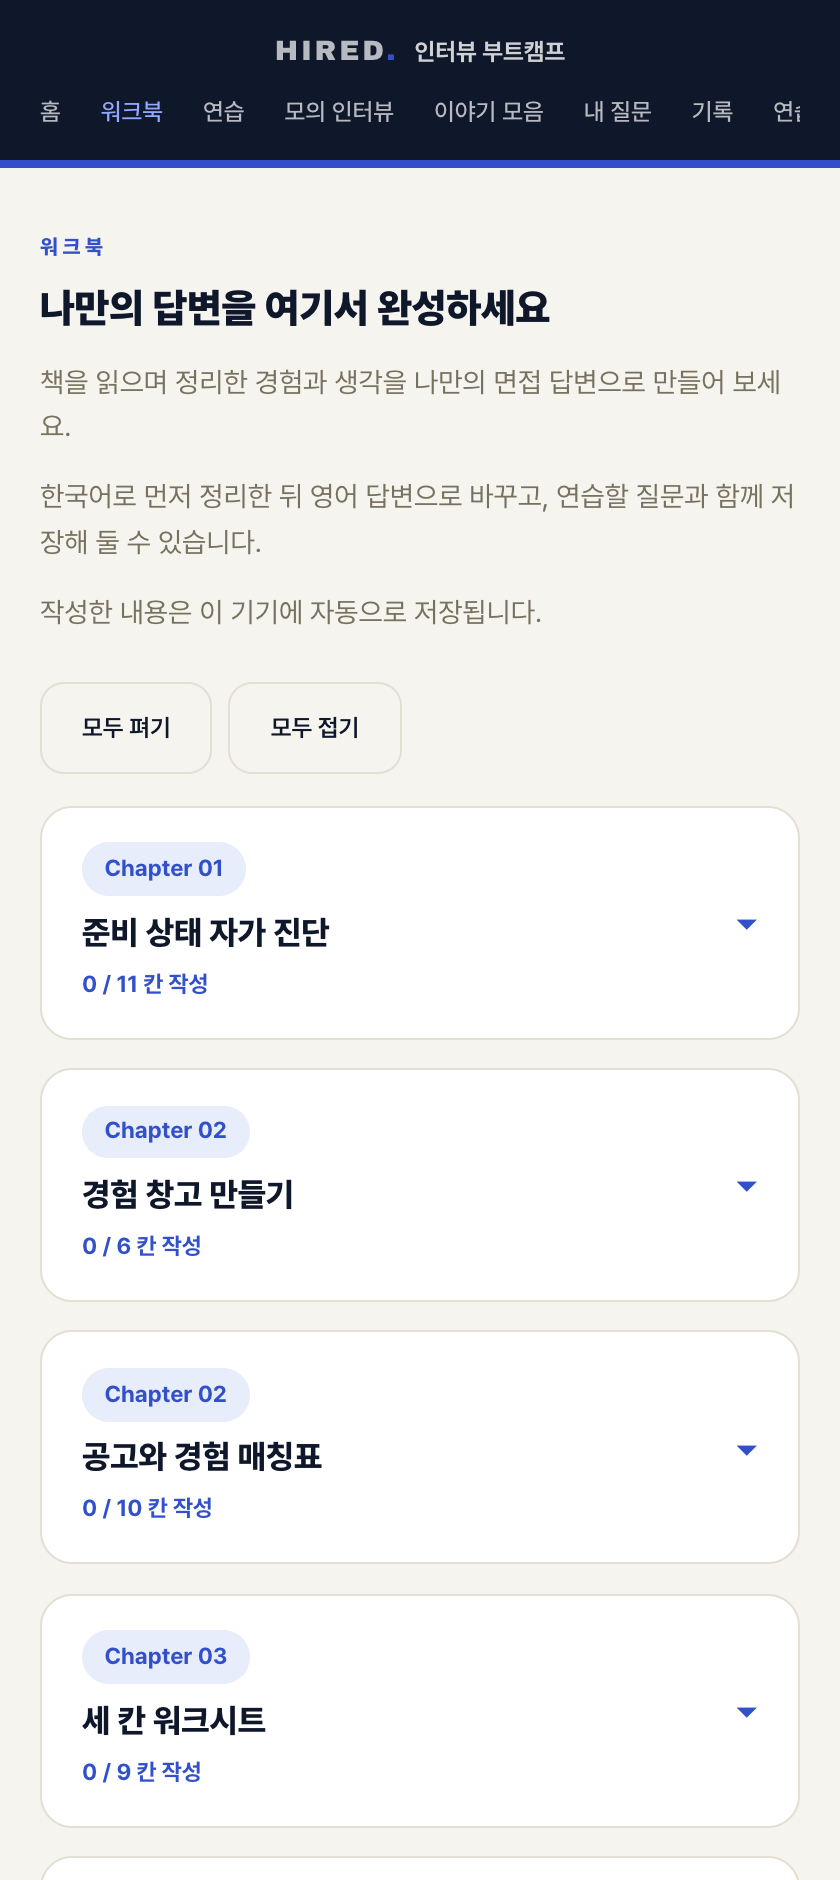 HIRED. 인터뷰 부트캠프
홈 워크북 연습 모의 인터뷰 이야기 모음 내 질문 기록
워크북
나만의 답변을 여기서 완성하세요
책을 읽으며 정리한 경험과 생각을 나만의 면접 답변으로 만들어 보세
요.
한국어로 먼저 정리한 뒤 영어 답변으로 바꾸고, 연습할 질문과 함께 저
장해 둘 수 있습니다.
작성한 내용은 이 기기에 자동으로 저장됩니다.
모두 펴기 모두 접기
Chapter 01
준비 상태 자가 진단
0 / 11 칸 작성
Chapter 02
경험 창고 만들기
0 / 6 칸 작성
Chapter 02
공고와 경험 매칭표
0 / 10 칸 작성
Chapter 03
세 칸 워크시트
0 / 9 칸 작성